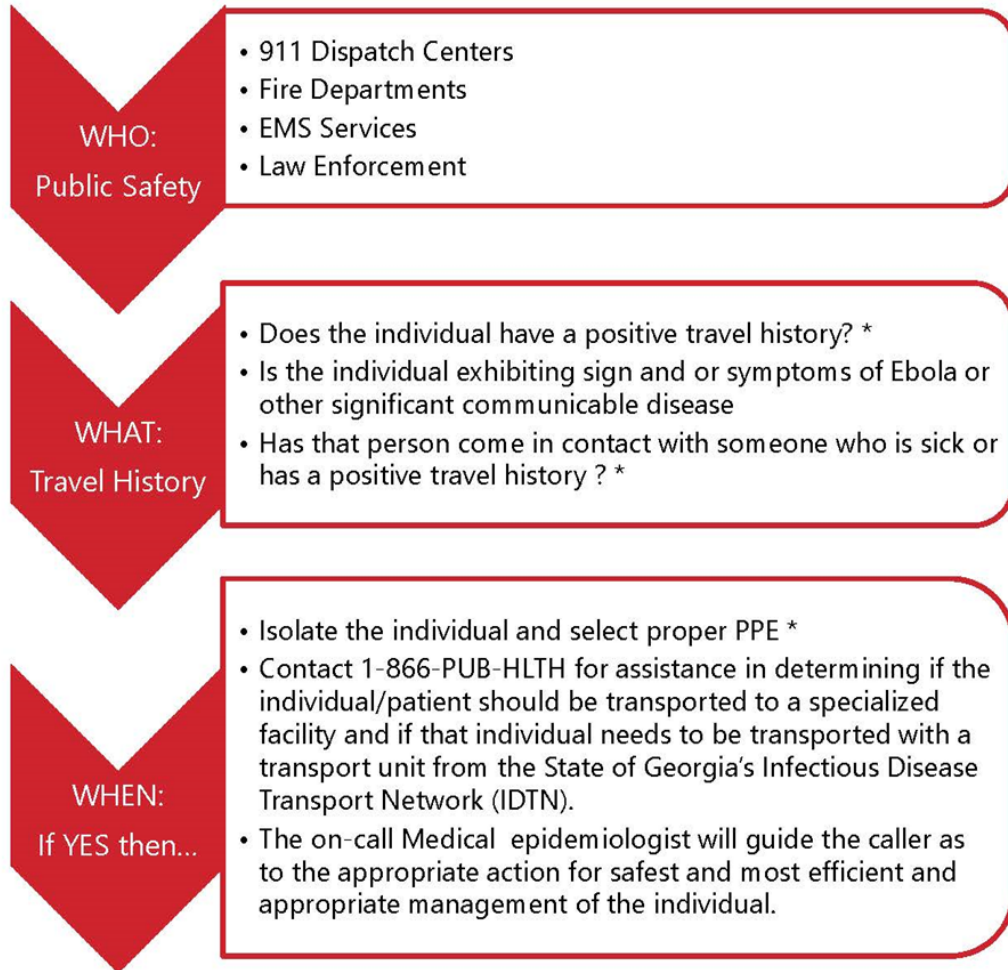 WHO:
Public Safety
• 911 Dispatch Centers
• Fire Departments
• EMS Services
• Law Enforcement
WHAT:
Travel History
• Does the individual have a positive travel history? *
• Is the individual exhibiting sign and or symptoms of Ebola or
other significant communicable disease
• Has that person come in contact with someone who is sick or
has a positive travel history ? *
WHEN:
If YES then...
• Isolate the individual and select proper PPE *
• Contact 1-866-PUB-HLTH for assistance in determining if the
individual/patient should be transported to a specialized
facility and if that individual needs to be transported with a
transport unit from the State of Georgia’s Infectious Disease
Transport Network (IDTN).
• The on-call Medical epidemiologist will guide the caller as
to the appropriate action for safest and most efficient and
appropriate management of the individual.